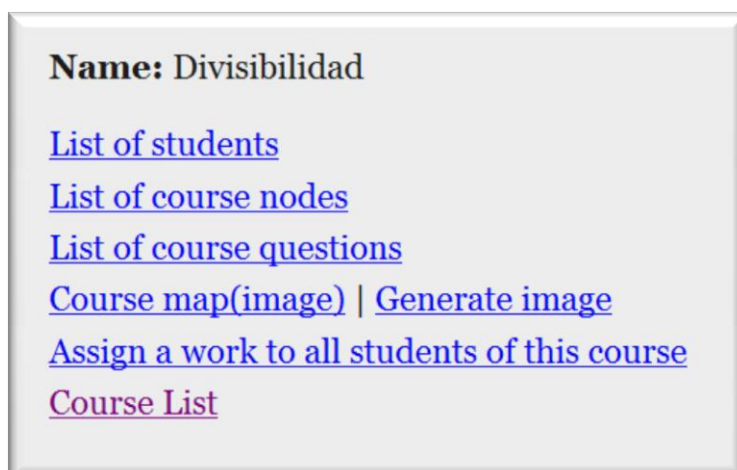 Name: Divisibilidad
List of students
List of course nodes
List of course questions
Course map(image) | Generate image
Assign a work to all students of this course
Course List